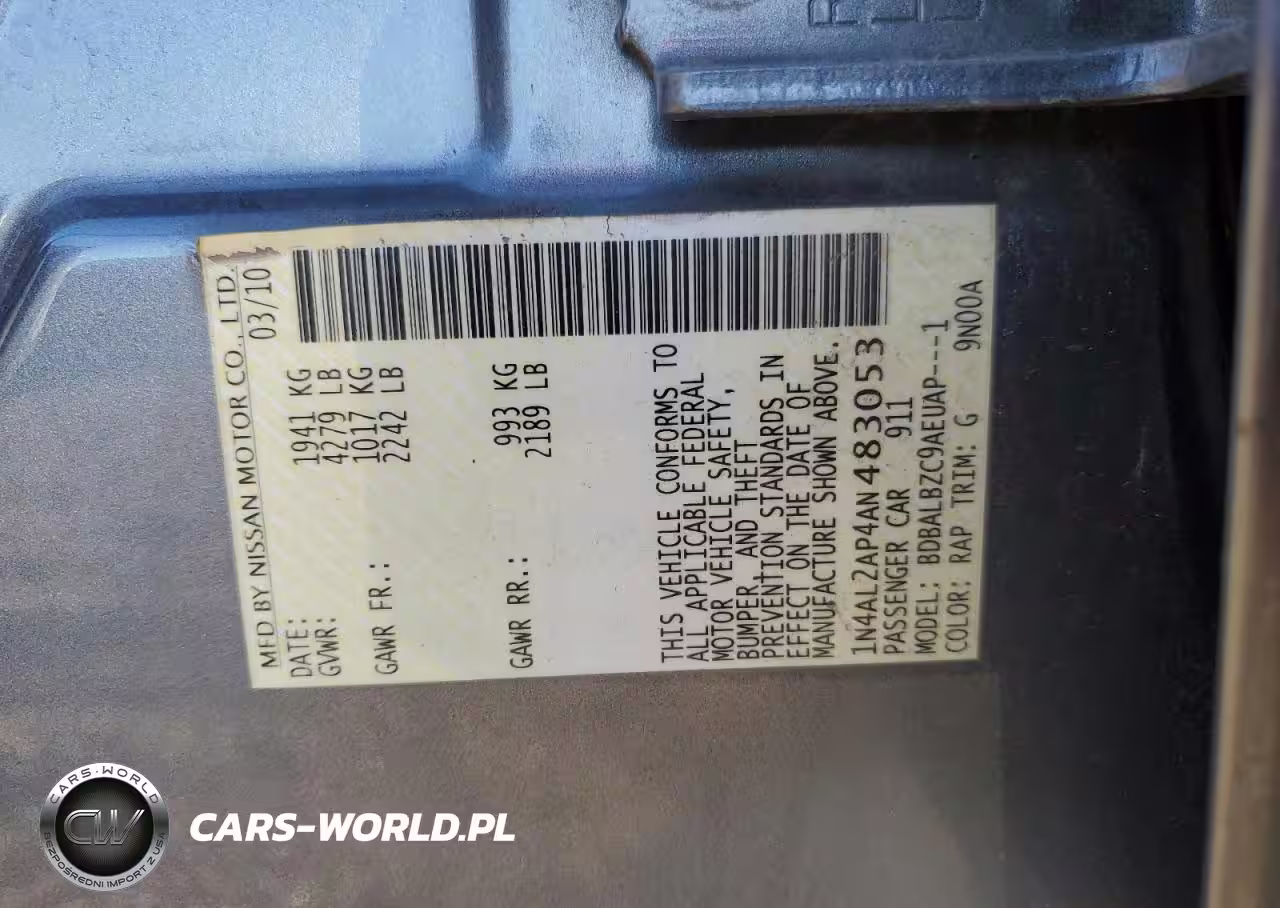 MFD BY NISSAN MOTOR CO., LTD.
DATE: 03/10
GVWR: 1941 KG
4279 LB
GAWR FR.: 1017 KG
2242 LB
GAWR RR.: 993 KG
2189 LB
THIS VEHICLE CONFORMS TO
ALL APPLICABLE FEDERAL
MOTOR VEHICLE SAFETY,
BUMPER, AND THEFT
PREVENTION STANDARDS IN
EFFECT ON THE DATE OF
MANUFACTURE SHOWN ABOVE.
1N4AL2AP4AN483053
PASSENGER CAR 911
MODEL: BDBALBZC9AEUAP---1
COLOR: RAP TRIM: G 9N00A
CARS-WORLD
CW
BEZPOŚREDNI IMPORT Z USA
CARS-WORLD.PL